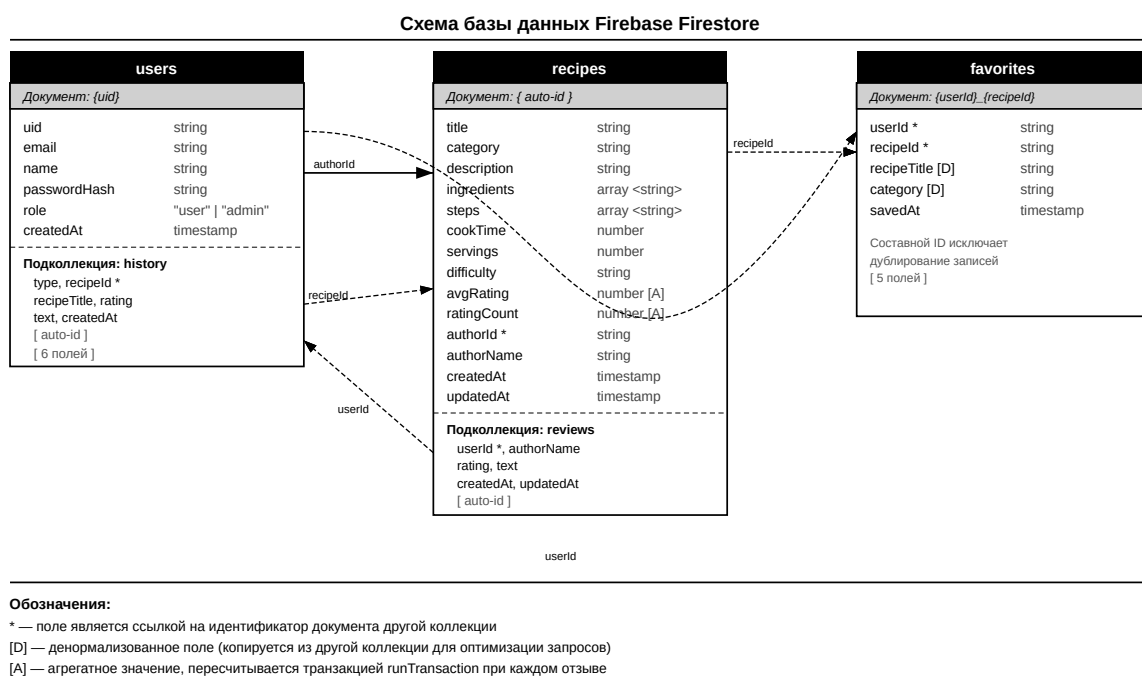 Схема базы данных Firebase Firestore
users
Документ: {uid}
uid string
email string
name string
passwordHash string
role "user" | "admin"
createdAt timestamp
Подколлекция: history
type, recipeId *
recipeTitle, rating
text, createdAt
[ auto-id ]
[ 6 полей ]
authorId
recipeId
userId
recipes
Документ: { auto-id }
title string
category string
description string
ingredients array <string>
steps array <string>
cookTime number
servings number
difficulty string
avgRating number [A]
ratingCount number [A]
authorId * string
authorName string
createdAt timestamp
updatedAt timestamp
Подколлекция: reviews
userId *, authorName
rating, text
createdAt, updatedAt
[ auto-id ]
recipeId
favorites
Документ: {userId}_{recipeId}
userId * string
recipeId * string
recipeTitle [D] string
category [D] string
savedAt timestamp
Составной ID исключает
дублирование записей
[ 5 полей ]
userId
Обозначения:
* — поле является ссылкой на идентификатор документа другой коллекции
[D] — денормализованное поле (копируется из другой коллекции для оптимизации запросов)
[A] — агрегатное значение, пересчитывается транзакцией runTransaction при каждом отзыве